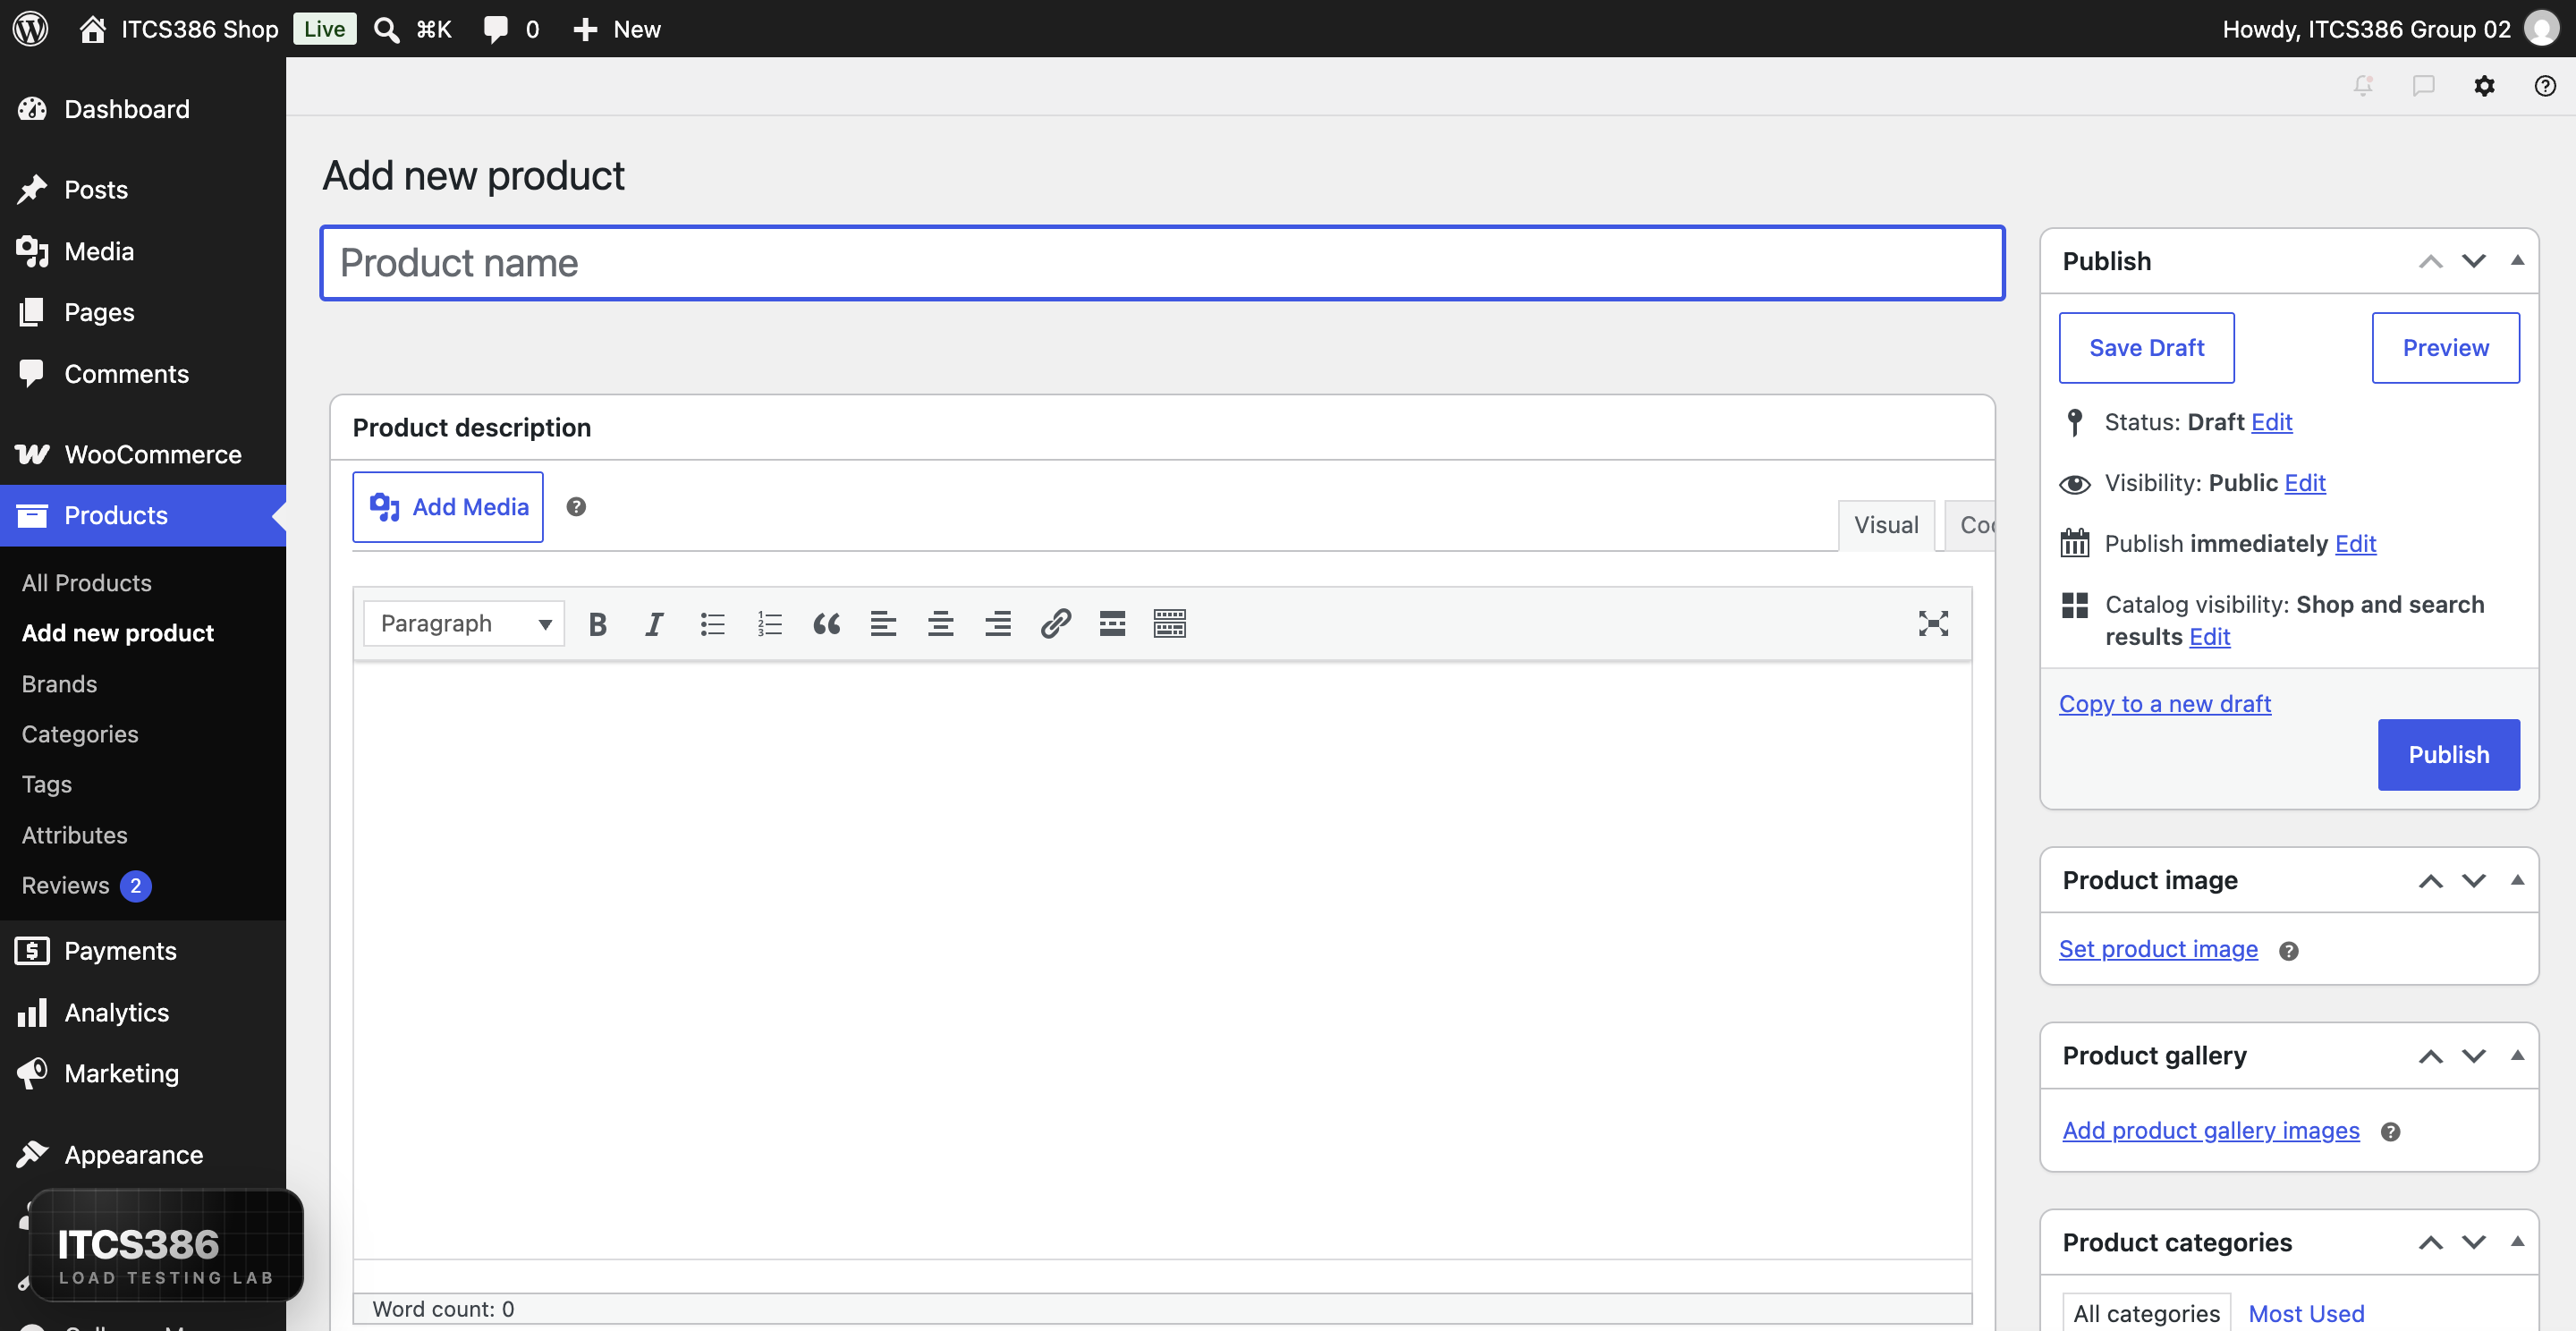 ITCS386 Shop Live ⌘K 0 New Howdy, ITCS386 Group 02
Dashboard
Posts
Media
Pages
Comments
WooCommerce
Products
All Products
Add new product
Brands
Categories
Tags
Attributes
Reviews 2
Payments
Analytics
Marketing
Appearance
ITCS386
LOAD TESTING LAB
Add new product
Product name
Product description
Add Media
Visual
Paragraph
Word count: 0
Publish
Save Draft Preview
Status: Draft Edit
Visibility: Public Edit
Publish immediately Edit
Catalog visibility: Shop and search
results Edit
Copy to a new draft
Publish
Product image
Set product image
Product gallery
Add product gallery images
Product categories
All categories Most Used